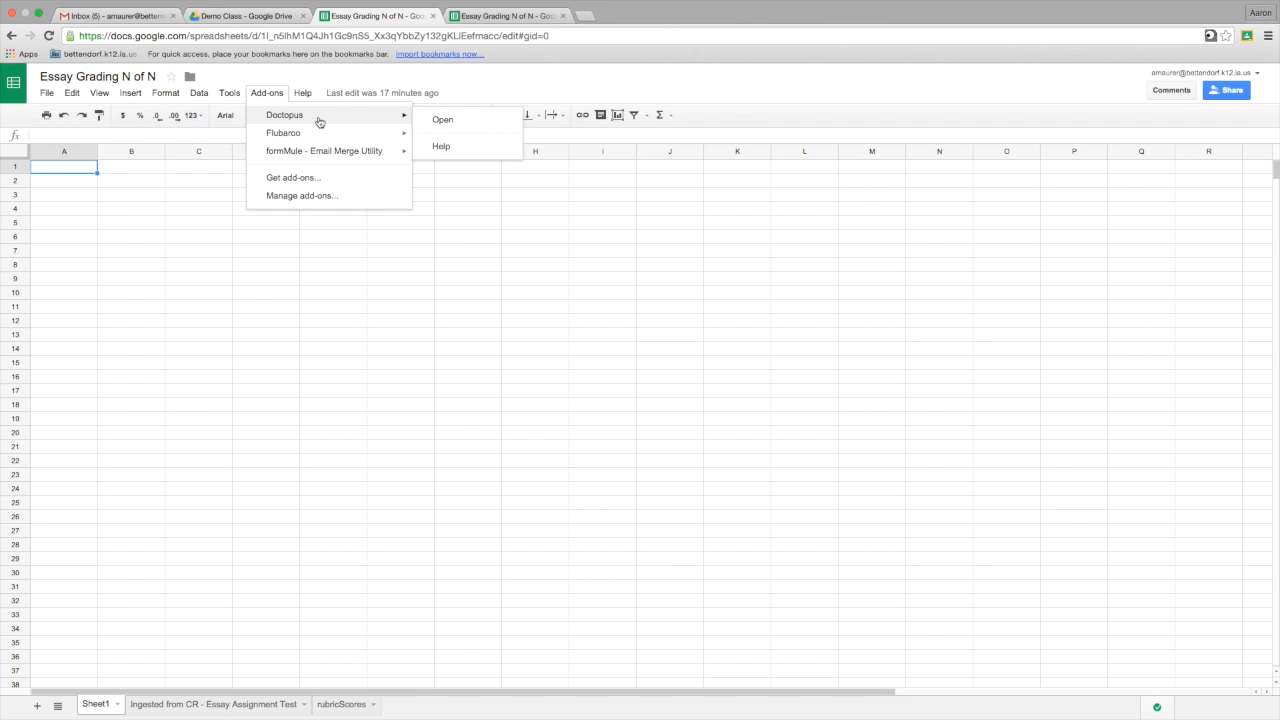 Inbox (5) - amaurer@bettend
Demo Class - Google Drive
Essay Grading N of N - Goo
Essay Grading N of N - Goo
Aaron
https://docs.google.com/spreadsheets/d/1l_n5lhM1Q4Jh1Gc9nS5_Xx3qYbbZy132gKLlEefmacc/edit#gid=0
Apps bettendorf.k12.ia.us For quick access, place your bookmarks here on the bookmarks bar. Import bookmarks now...
Essay Grading N of N
amaurer@bettendorf.k12.ia.us
File Edit View Insert Format Data Tools Add-ons Help Last edit was 17 minutes ago
Comments Share
$ % .0 .00 123 Arial
Doctopus
Flubaroo
formMule - Email Merge Utility
Get add-ons...
Manage add-ons...
Open
Help
fx
A B C H I J K L M N O P Q R
1
2
3
4
5
6
7
8
9
10
11
12
13
14
15
16
17
18
19
20
21
22
23
24
25
26
27
28
29
30
31
32
33
34
35
36
37
38
Sheet1 Ingested from CR - Essay Assignment Test rubricScores